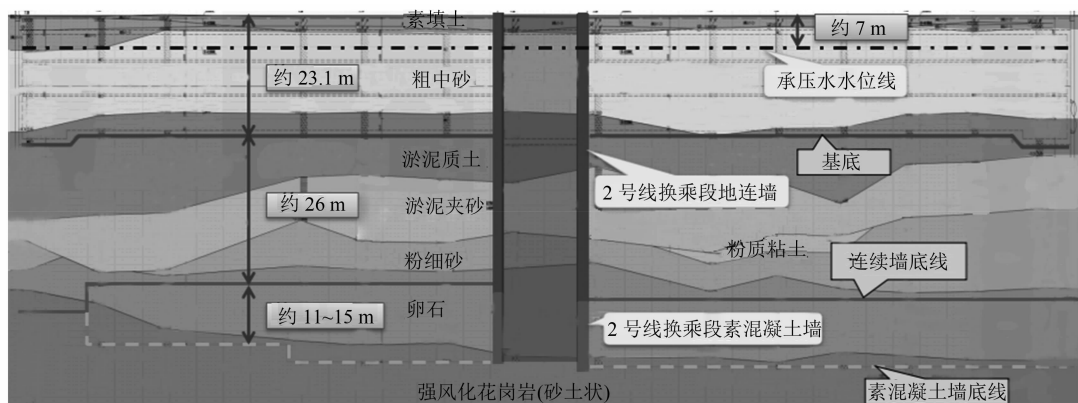 素填土
约 7 m
约 23.1 m
粗中砂
承压水水位线
淤泥质土
基底
2 号线换乘段地连墙
约 26 m
淤泥夹砂
粉质粘土
粉细砂
连续墙底线
约 11~15 m
卵石
2 号线换乘段素混凝土墙
强风化花岗岩(砂土状)
素混凝土墙底线